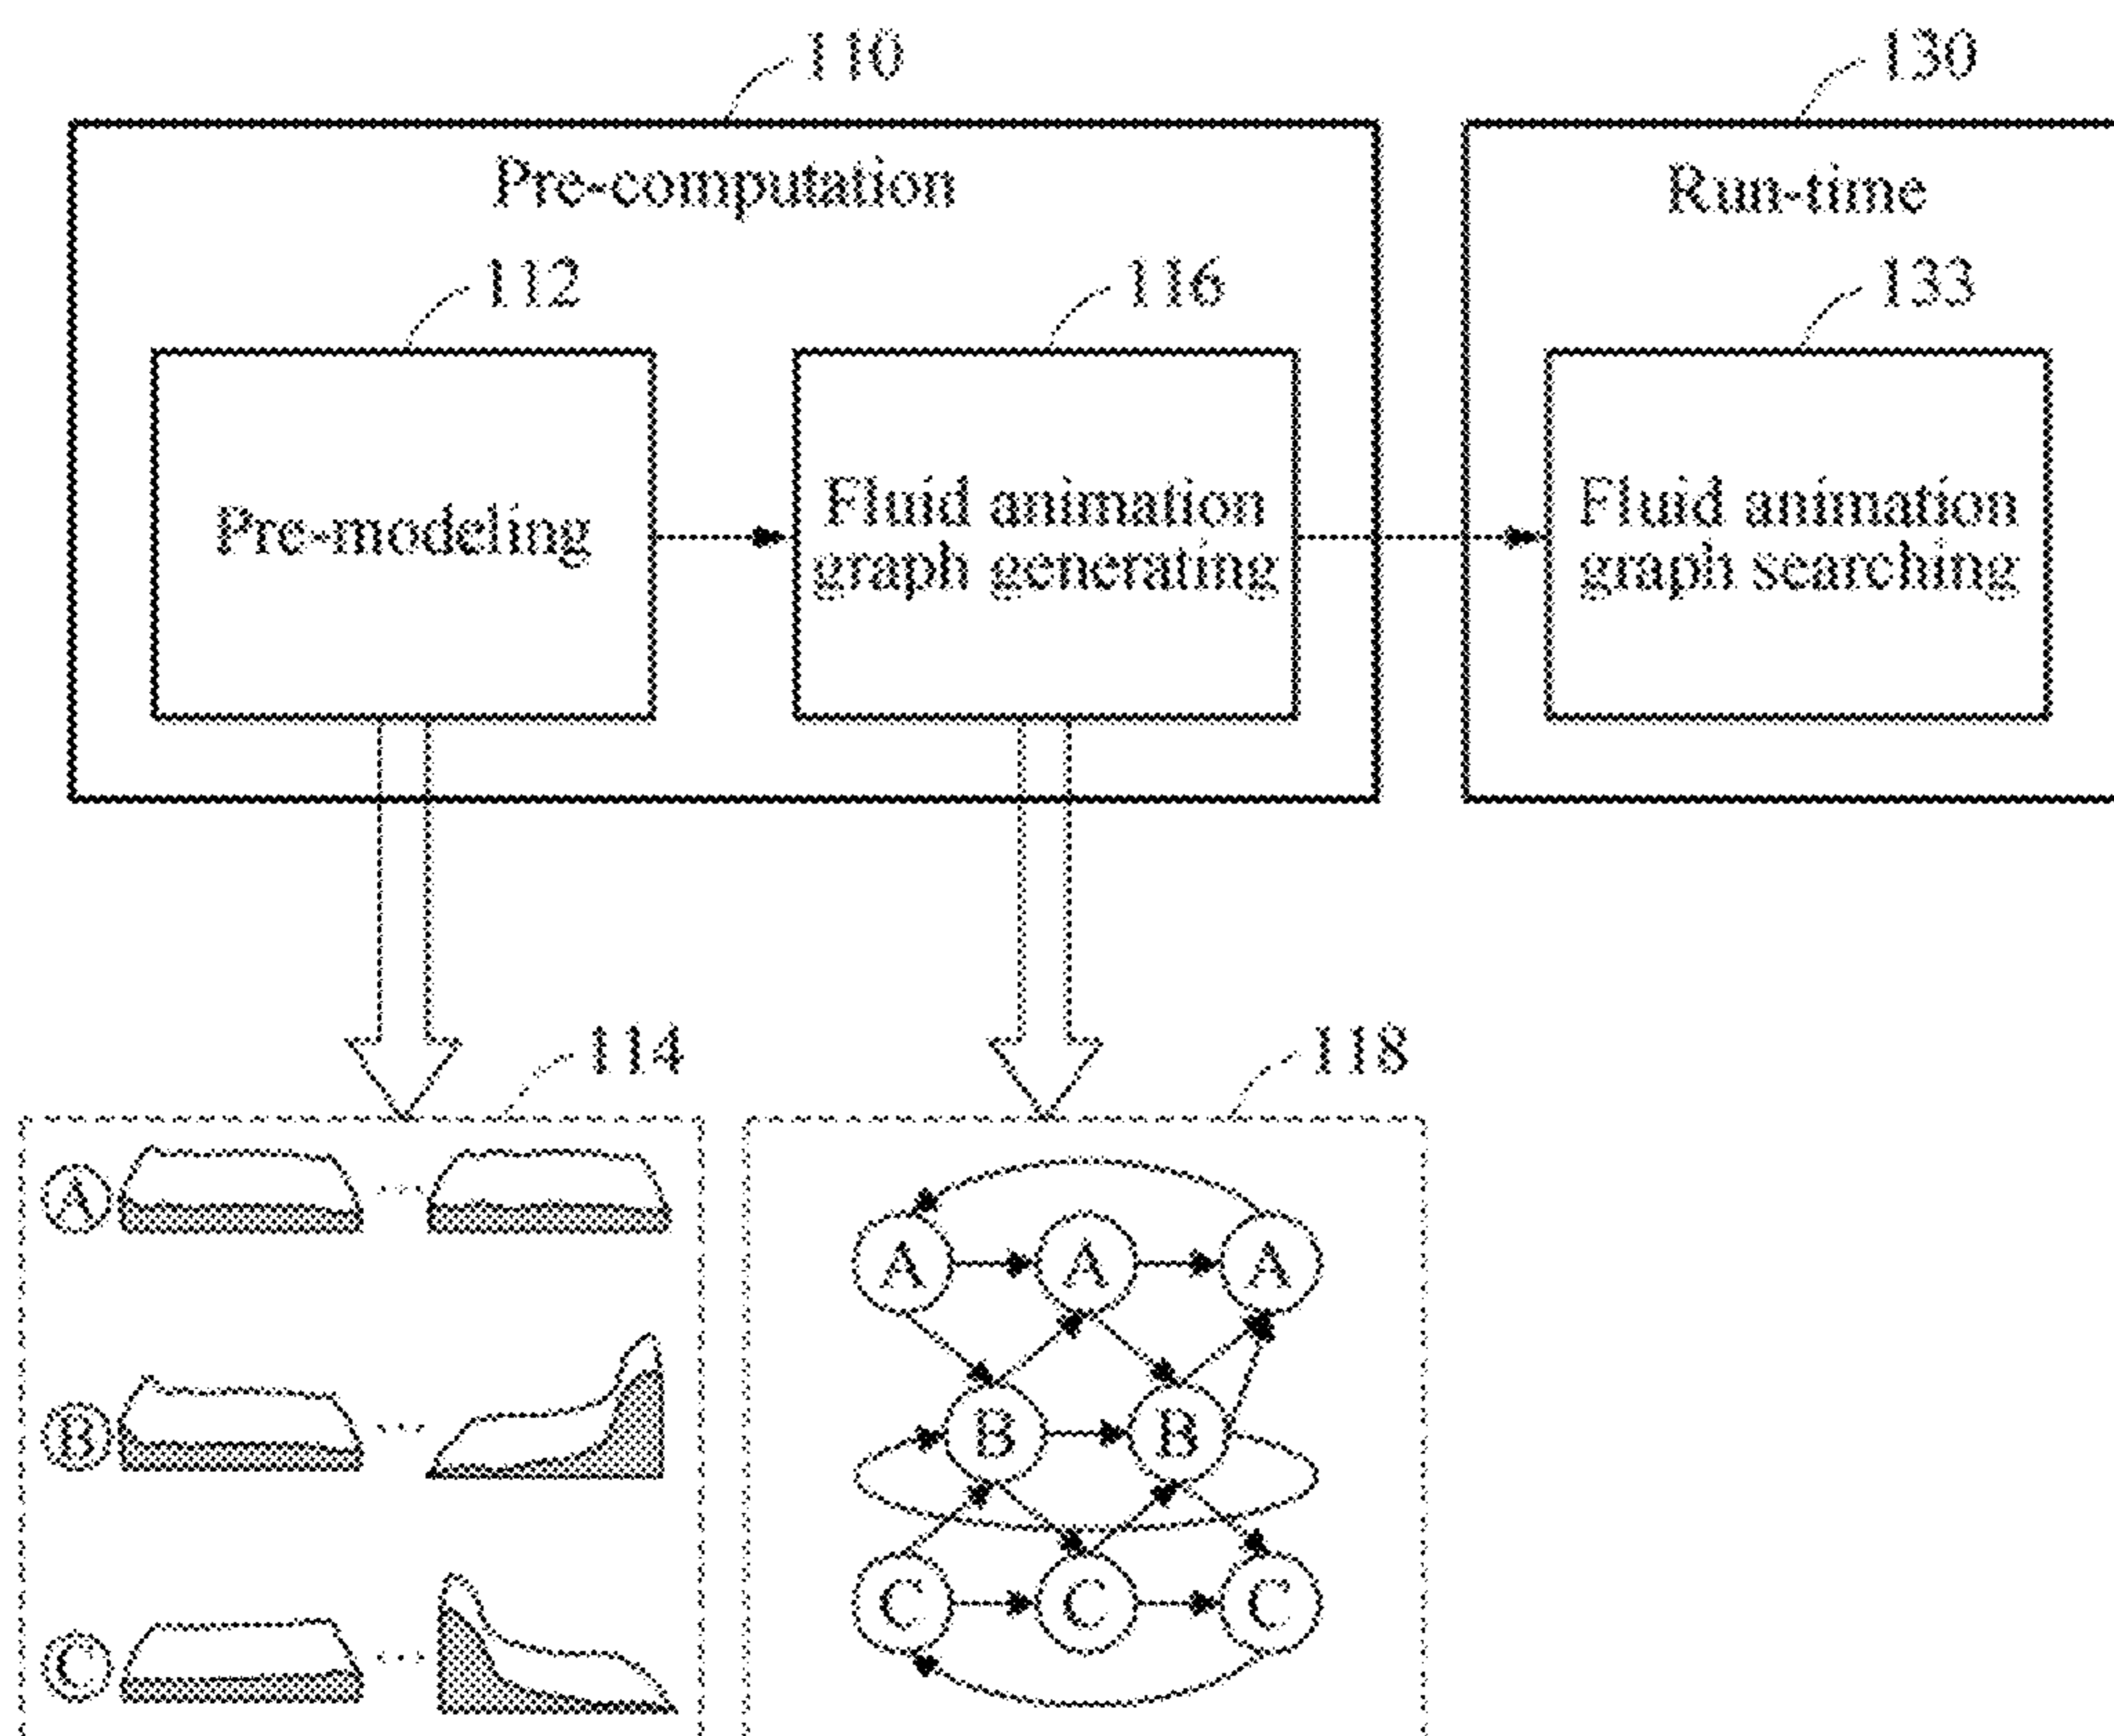 110
130
Pre-computation
Run-time
112
116
133
Pre-modeling
Fluid animation
graph generating
Fluid animation
graph searching
114
118
A
B
C
A A A
B B
C C C